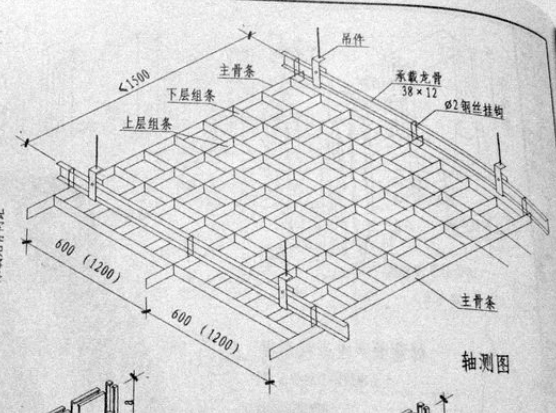 吊件
主骨条
承载龙骨
38×12
≤1500
下层组条
ø2钢丝挂钩
上层组条
600 (1200)
主骨条
600 (1200)
轴测图